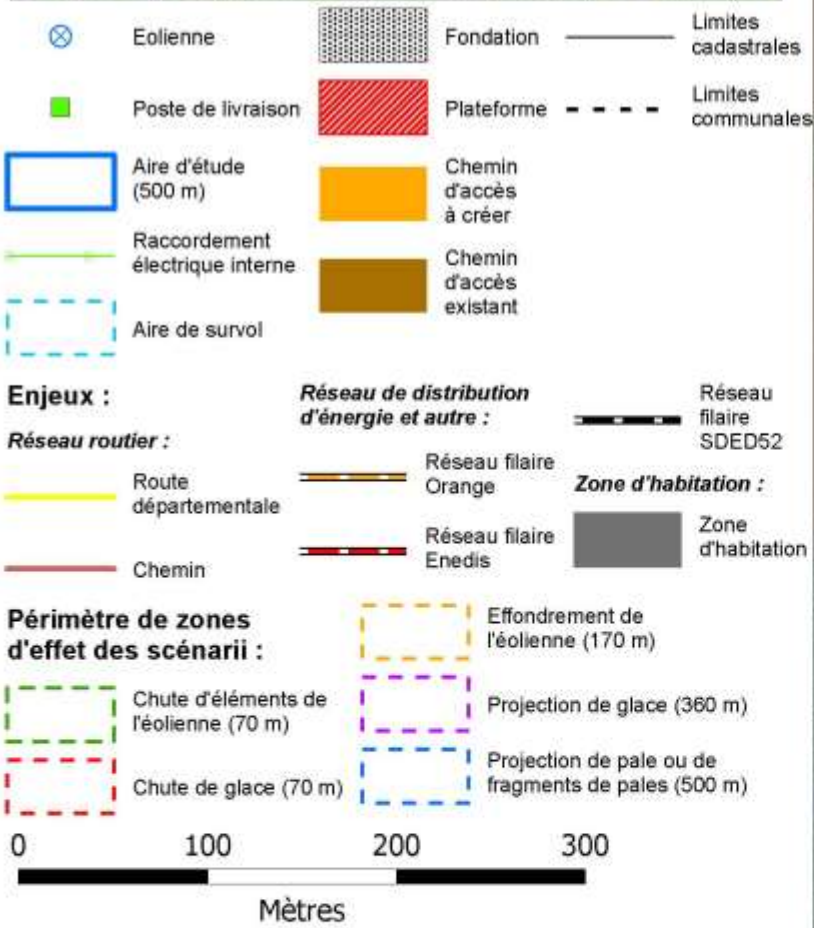 Eolienne
Poste de livraison
Aire d'étude
(500 m)
Raccordement
électrique interne
Aire de survol
Fondation
Plateforme
Chemin
d'accès
à créer
Chemin
d'accès
existant
Limites
cadastrales
Limites
communales
Enjeux :
Réseau routier :
Route
départementale
Chemin
Réseau de distribution
d'énergie et autre :
Réseau filaire
Orange
Réseau filaire
Enedis
Réseau
filaire
SDED52
Zone d'habitation :
Zone
d'habitation
Périmètre de zones
d'effet des scénarii :
Chute d'éléments de
l'éolienne (70 m)
Chute de glace (70 m)
Effondrement de
l'éolienne (170 m)
Projection de glace (360 m)
Projection de pale ou de
fragments de pales (500 m)
0 100 200 300
Mètres